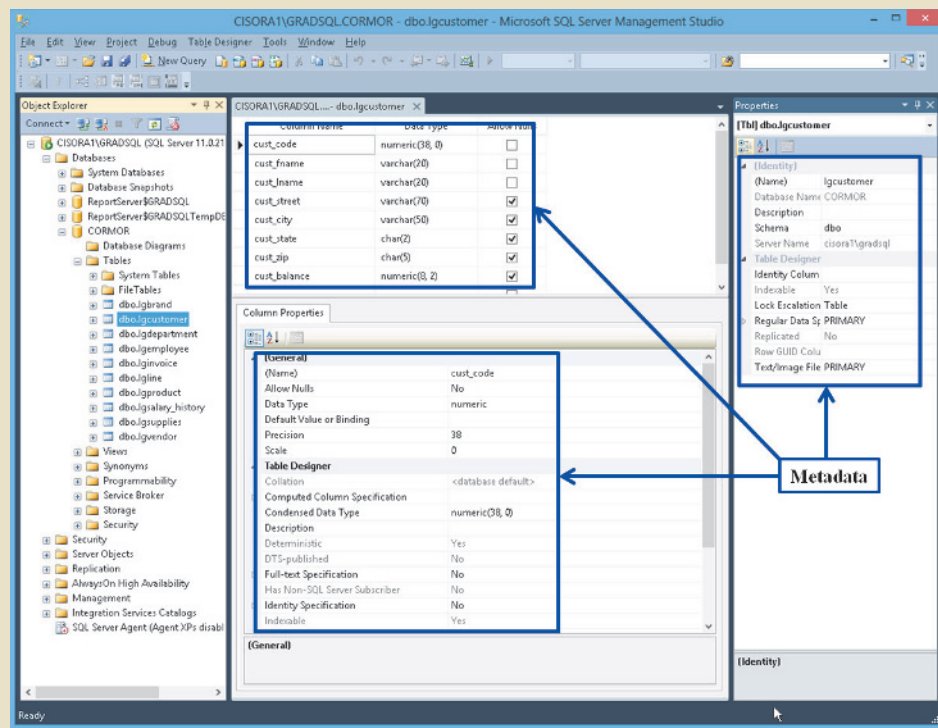 CISORA1\GRADSQL.CORMOR - dbo.lgcustomer - Microsoft SQL Server Management Studio
File Edit View Project Debug Table Designer Tools Window Help
New Query
Object Explorer
Connect
CISORA1\GRADSQL (SQL Server 11.0.21
Databases
System Databases
Database Snapshots
ReportServer$GRADSQL
ReportServer$GRADSQLTempDE
CORMOR
Database Diagrams
Tables
System Tables
FileTables
dbo.lgbrand
dbo.lgcustomer
dbo.lgdepartment
dbo.lgemployee
dbo.lginvoice
dbo.lgline
dbo.lgproduct
dbo.lgsalary_history
dbo.lgsupplies
dbo.lgvendor
Views
Synonyms
Programmability
Service Broker
Storage
Security
Security
Server Objects
Replication
AlwaysOn High Availability
Management
Integration Services Catalogs
SQL Server Agent (Agent XPs disabl
CISORA1\GRADSQL....- dbo.lgcustomer
Column Name Data Type Allow Nulls
cust_code numeric(38, 0)
cust_fname varchar(20)
cust_lname varchar(20)
cust_street varchar(70)
cust_city varchar(50)
cust_state char(2)
cust_zip char(5)
cust_balance numeric(8, 2)
Column Properties
(General)
(Name) cust_code
Allow Nulls No
Data Type numeric
Default Value or Binding
Precision 38
Scale 0
Table Designer
Collation <database default>
Computed Column Specification
Condensed Data Type numeric(38, 0)
Description
Deterministic Yes
DTS-published No
Full-text Specification No
Has Non-SQL Server Subscriber No
Identity Specification No
Indexable Yes
(General)
Properties
[Tbl] dbo.lgcustomer
(Identity)
(Name) lgcustomer
Database Name CORMOR
Description
Schema dbo
Server Name cisora1\gradsql
Table Designer
Identity Colum
Indexable Yes
Lock Escalation Table
Regular Data Sp PRIMARY
Replicated No
Row GUID Colu
Text/Image File PRIMARY
Metadata
(Identity)
Ready